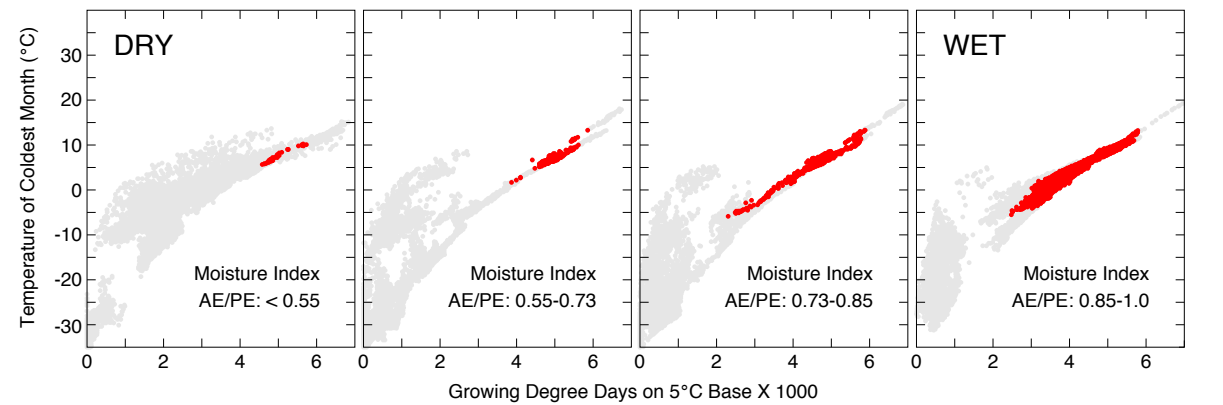 DRY
WET
Temperature of Coldest Month (°C)
30
20
10
0
-10
-20
-30
Moisture Index
AE/PE: < 0.55
Moisture Index
AE/PE: 0.55-0.73
Moisture Index
AE/PE: 0.73-0.85
Moisture Index
AE/PE: 0.85-1.0
0 2 4 6 0 2 4 6 0 2 4 6 0 2 4 6
Growing Degree Days on 5°C Base X 1000